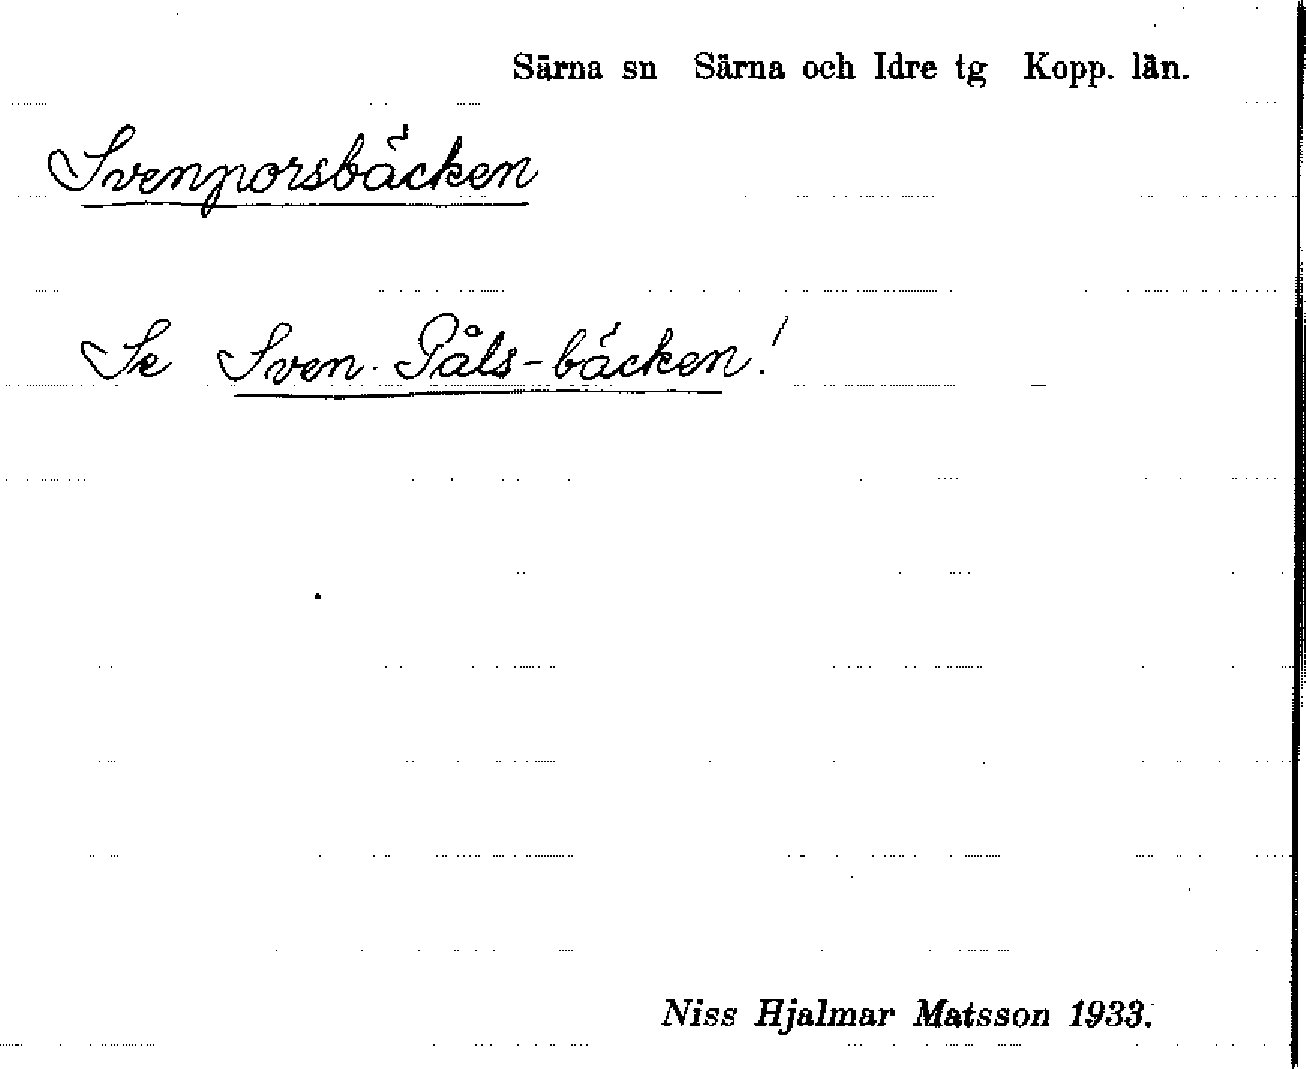 Särna sn Särna och Idre tg Kopp. län.
Svenporsbäcken
Se Sven-Påls-bäcken!
Niss Hjalmar Matsson 1933.